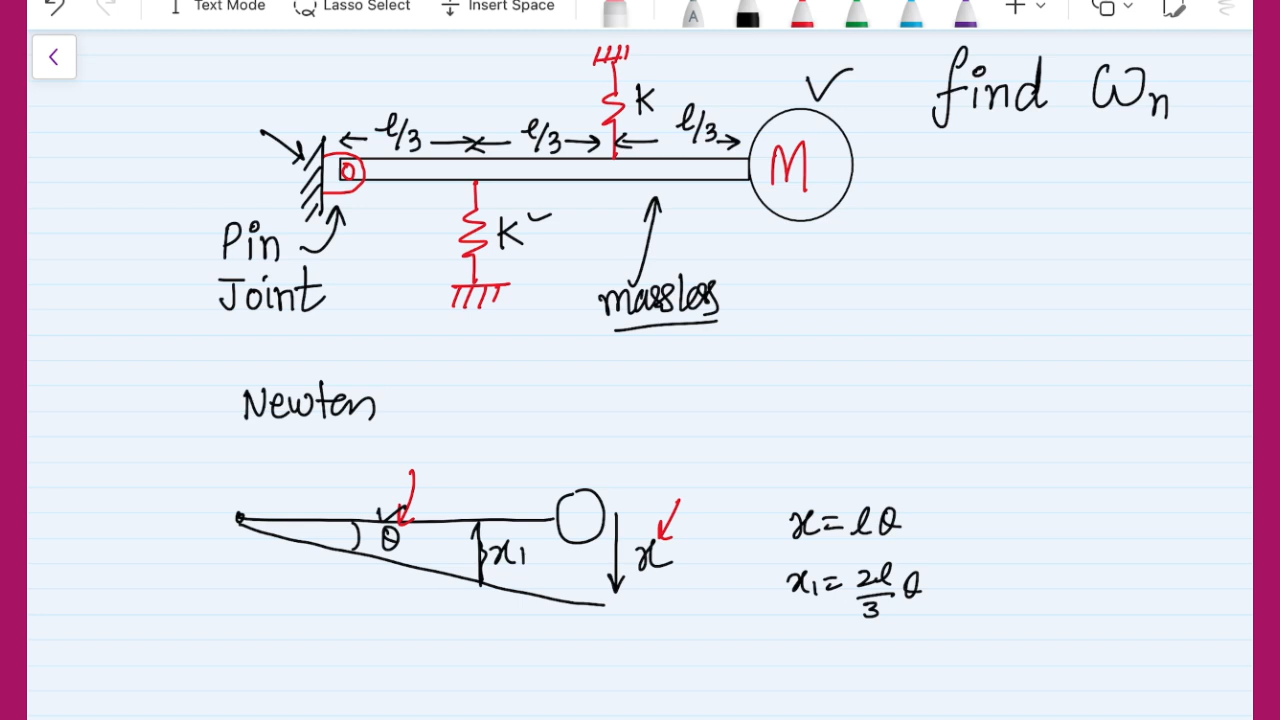 Text Mode Lasso Select Insert Space
A
find ωn
K
l/3 l/3 l/3
M
K
Pin
Joint
massless
Newton
θ
x1
x
x = lθ
x1 = 2l/3 θ